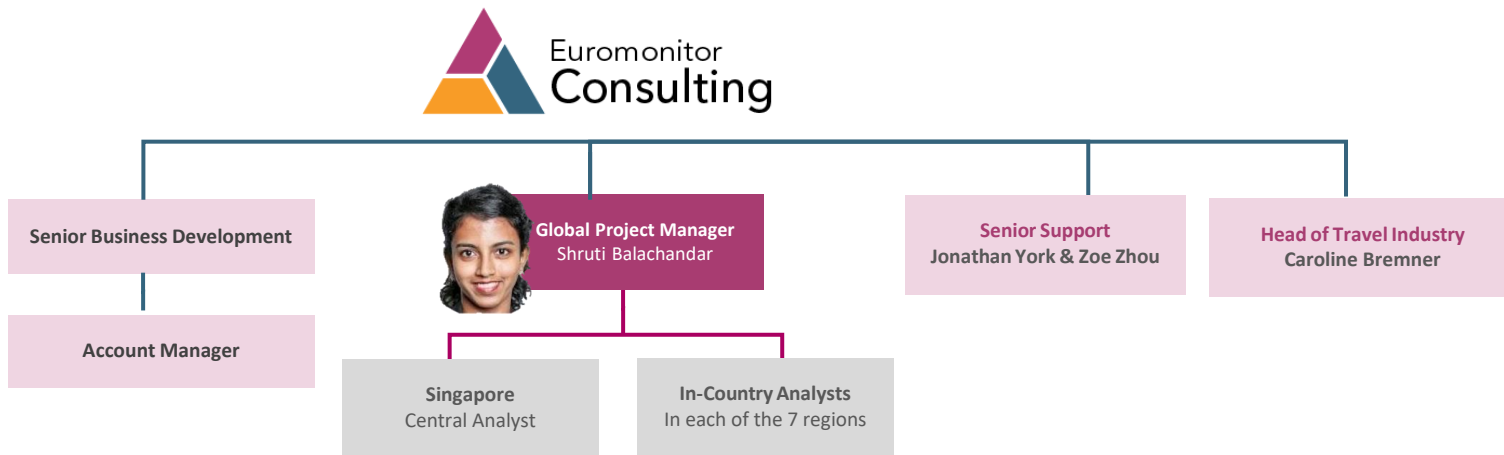 Euromonitor
Consulting
Senior Business Development
Account Manager
Global Project Manager
Shruti Balachandar
Singapore
Central Analyst
In-Country Analysts
In each of the 7 regions
Senior Support
Jonathan York & Zoe Zhou
Head of Travel Industry
Caroline Bremner